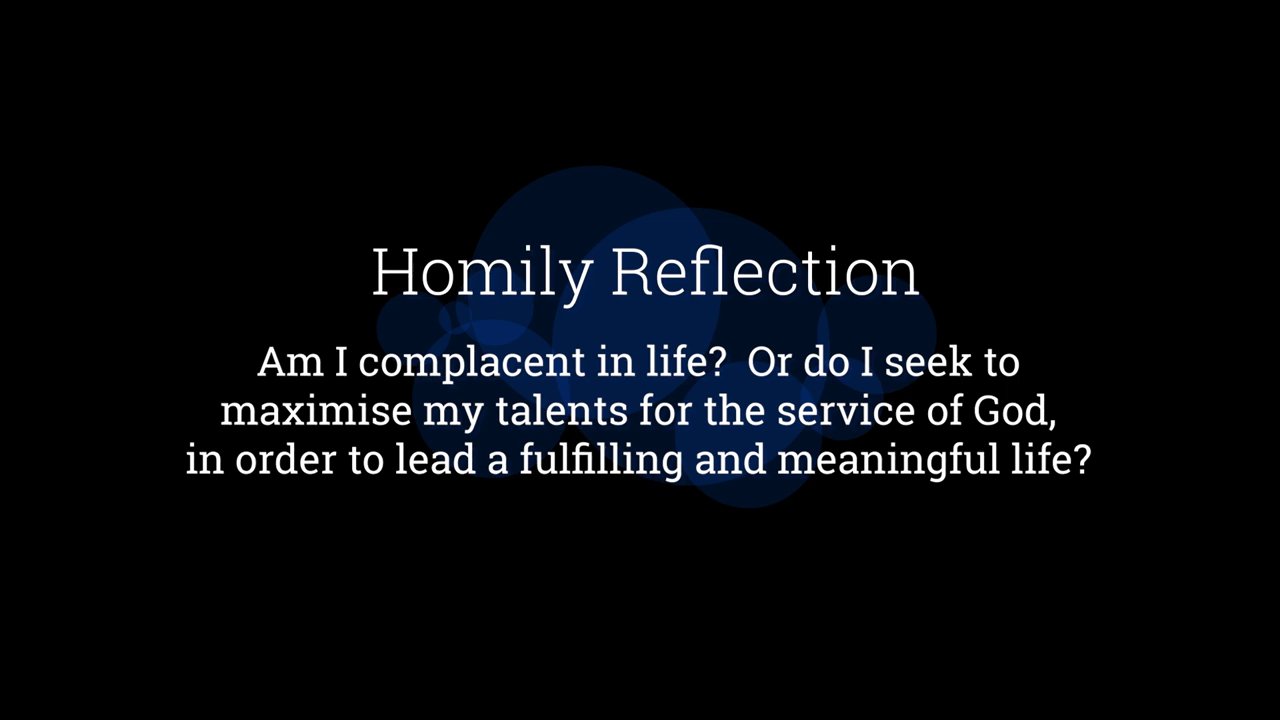 Homily Reflection
Am I complacent in life?  Or do I seek to
maximise my talents for the service of God,
in order to lead a fulfilling and meaningful life?